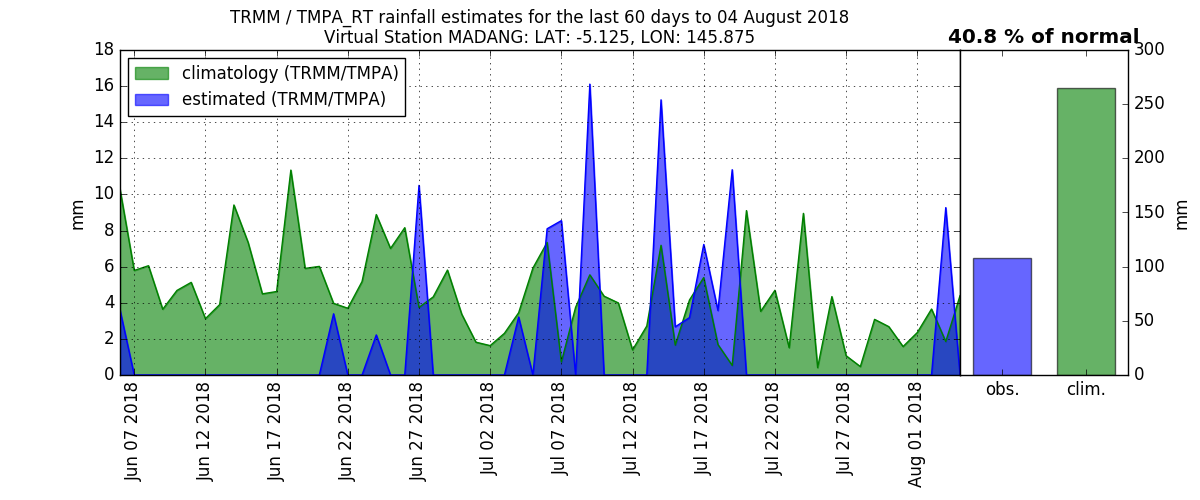 TRMM / TMPA_RT rainfall estimates for the last 60 days to 04 August 2018
Virtual Station MADANG: LAT: -5.125, LON: 145.875
40.8 % of normal
climatology (TRMM/TMPA)
estimated (TRMM/TMPA)
mm
18
16
14
12
10
8
6
4
2
0
Jun 07 2018
Jun 12 2018
Jun 17 2018
Jun 22 2018
Jun 27 2018
Jul 02 2018
Jul 07 2018
Jul 12 2018
Jul 17 2018
Jul 22 2018
Jul 27 2018
Aug 01 2018
obs.
clim.
300
250
200
150
100
50
0
mm